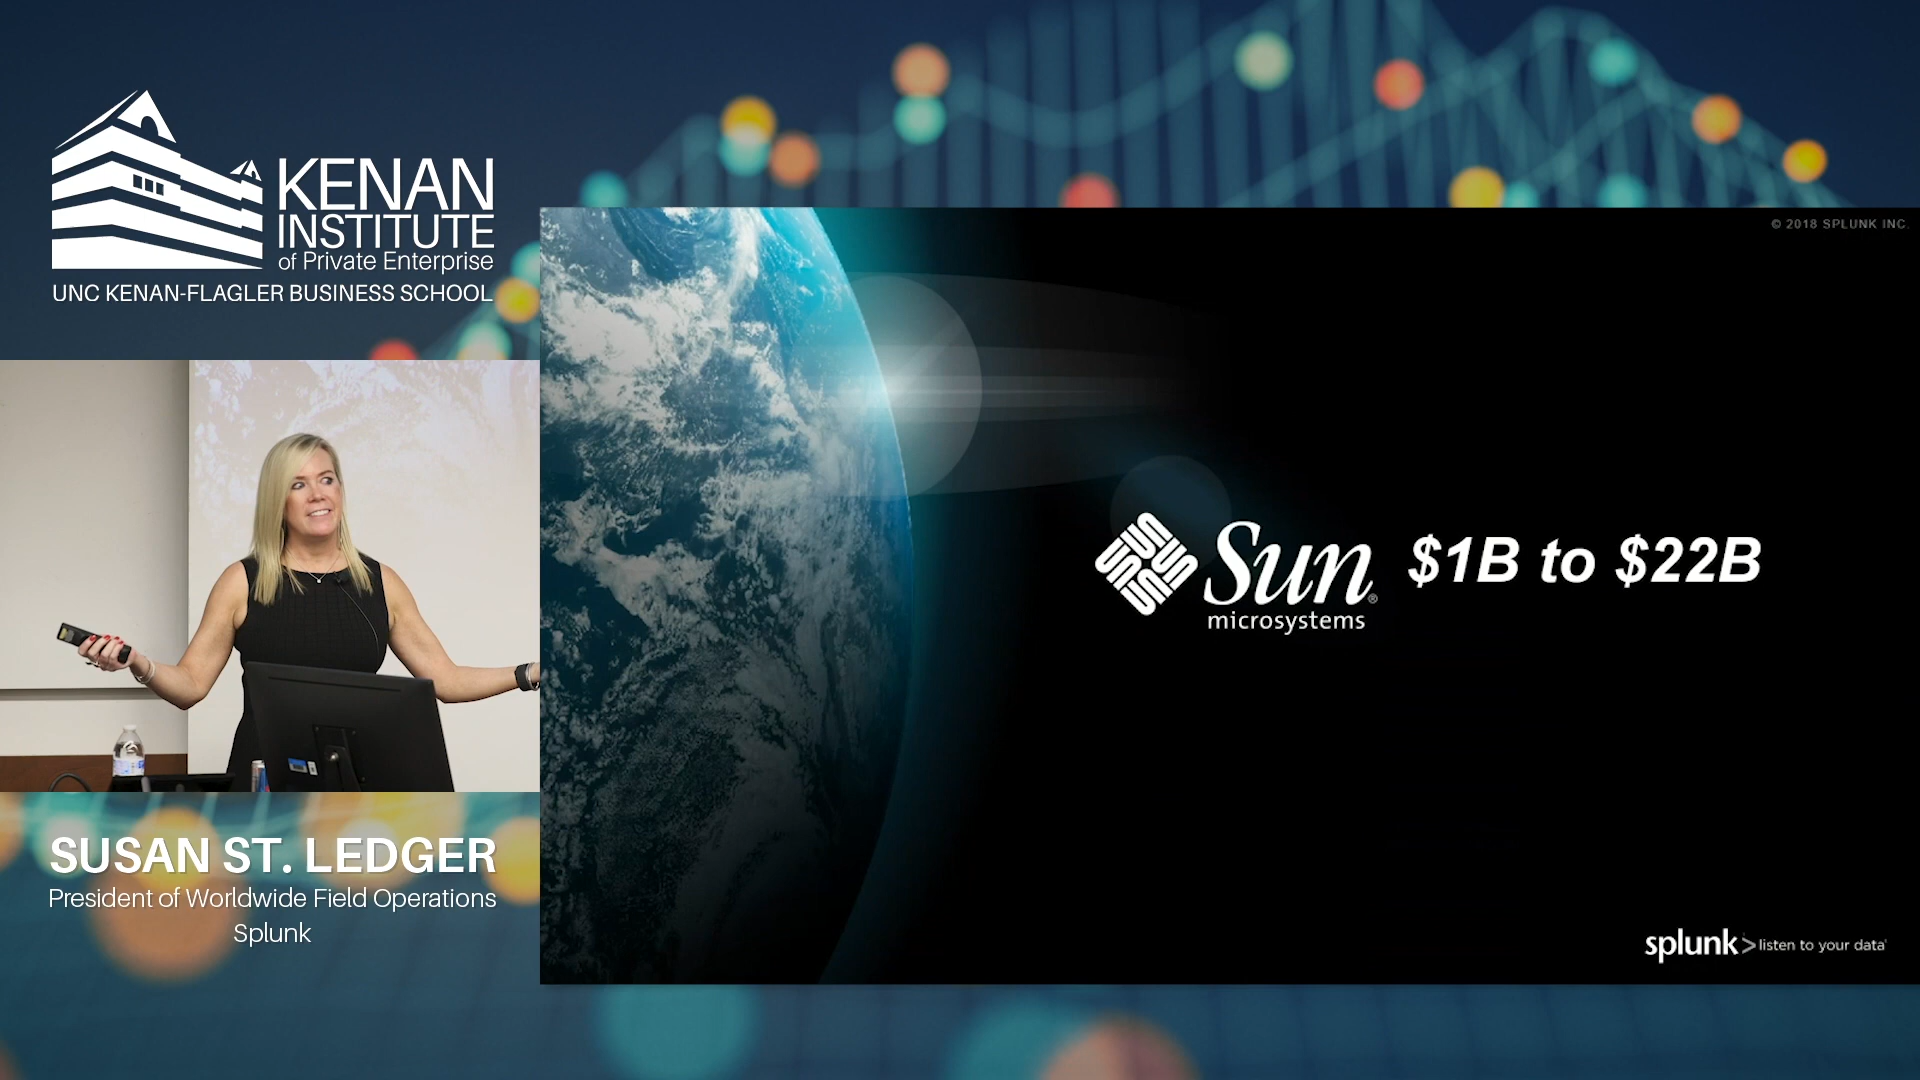 KENAN
INSTITUTE
of Private Enterprise
UNC KENAN-FLAGLER BUSINESS SCHOOL
© 2018 SPLUNK INC.
Sun
microsystems
$1B to $22B
SUSAN ST. LEDGER
President of Worldwide Field Operations
Splunk
splunk> listen to your data